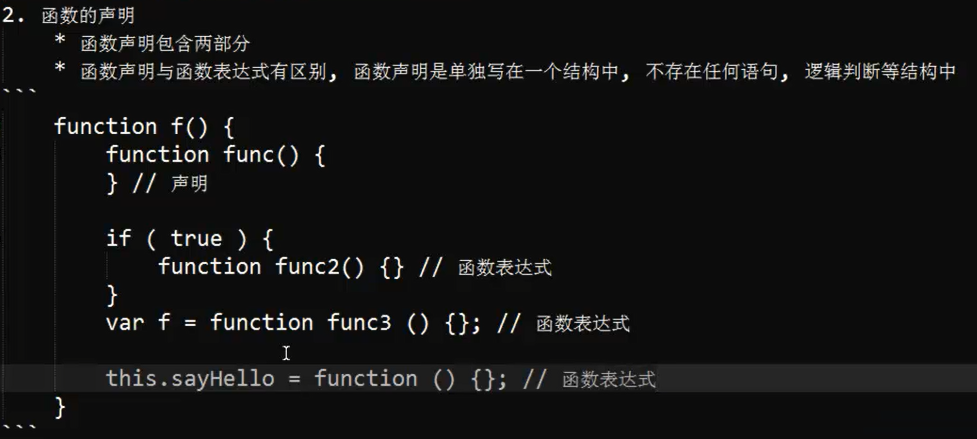 2. 函数的声明
* 函数声明包含两部分
* 函数声明与函数表达式有区别, 函数声明是单独写在一个结构中, 不存在任何语句, 逻辑判断等结构中
```
function f() {
function func() {
} // 声明
if ( true ) {
function func2() {} // 函数表达式
}
var f = function func3 () {}; // 函数表达式
this.sayHello = function () {}; // 函数表达式
}
```